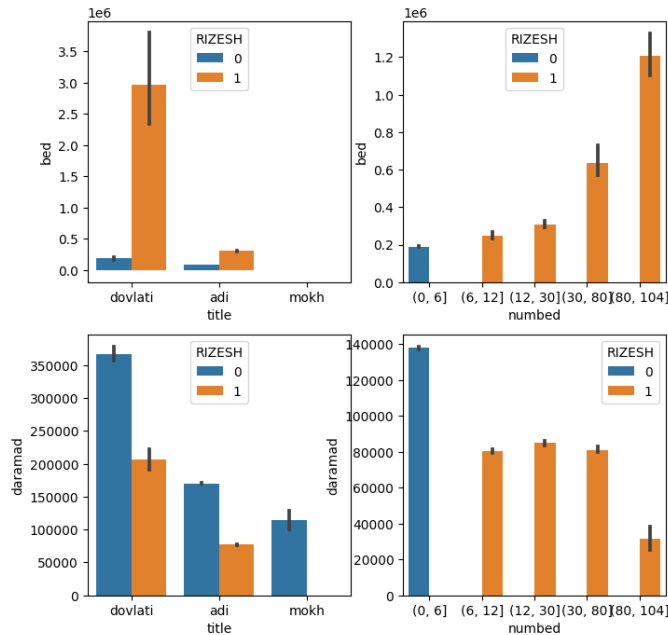 1e6
RIZESH
0
1
bed
3.5
3.0
2.5
2.0
1.5
1.0
0.5
0.0
dovlati adi mokh
title
1e6
RIZESH
0
1
bed
1.2
1.0
0.8
0.6
0.4
0.2
0.0
(0, 6] (6, 12] (12, 30] (30, 80] (80, 104]
numbed
RIZESH
0
1
daramad
350000
300000
250000
200000
150000
100000
50000
0
dovlati adi mokh
title
RIZESH
0
1
daramad
140000
120000
100000
80000
60000
40000
20000
0
(0, 6] (6, 12] (12, 30] (30, 80] (80, 104]
numbed